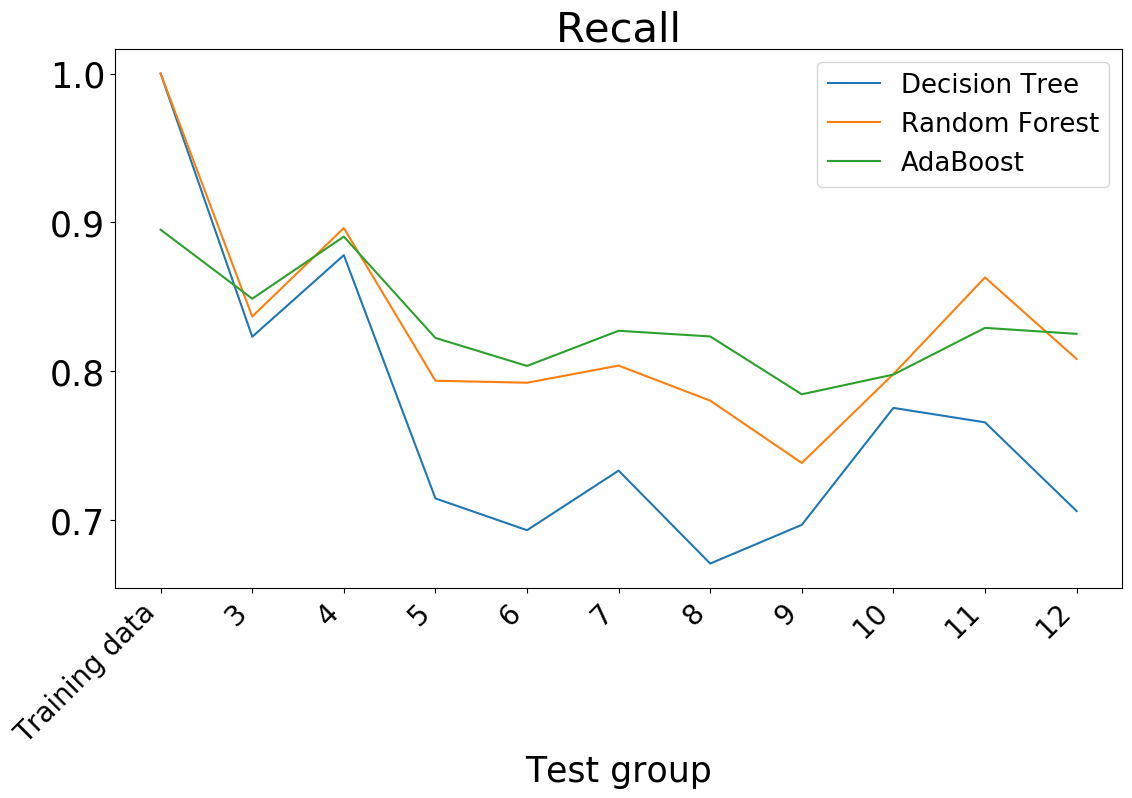 Recall
1.0
0.9
0.8
0.7
Decision Tree
Random Forest
AdaBoost
Training data
3
4
5
6
7
8
9
10
11
12
Test group